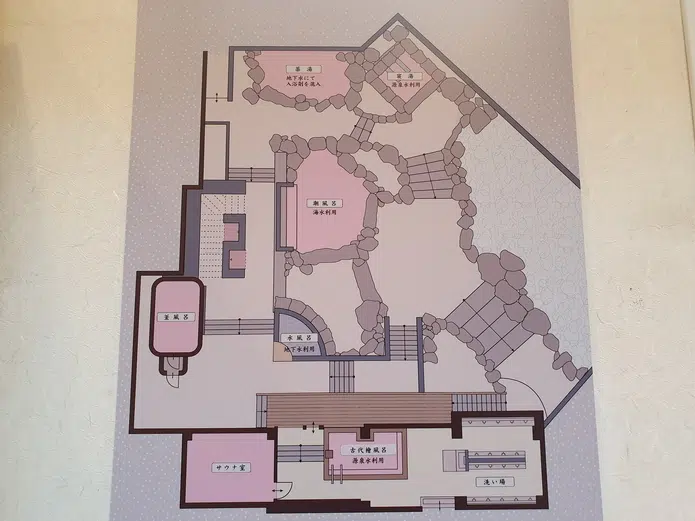 薬湯
地下水にて
入浴剤を混入
寝湯
源泉水利用
潮風呂
海水利用
釜風呂
水風呂
地下水利用
古代檜風呂
源泉水利用
サウナ室
洗い場